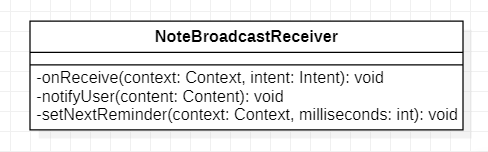 NoteBroadcastReceiver
-onReceive(context: Context, intent: Intent): void
-notifyUser(content: Content): void
-setNextReminder(context: Context, milliseconds: int): void